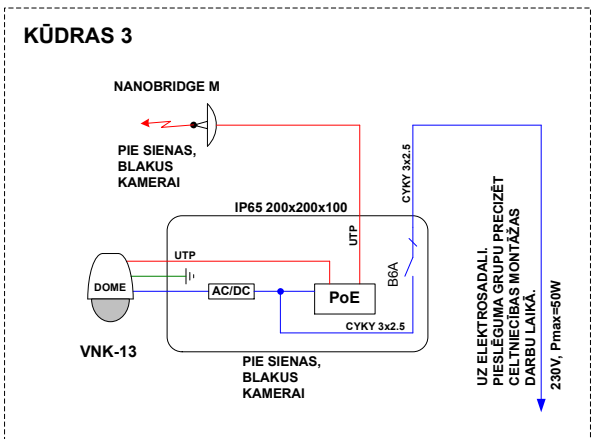 KŪDRAS 3
NANOBRIDGE M
PIE SIENAS,
BLAKUS
KAMERAI
IP65 200x200x100
UTP
CYKY 3x2.5
UTP
B6A
DOME
AC/DC
PoE
CYKY 3x2.5
VNK-13
PIE SIENAS,
BLAKUS
KAMERAI
UZ ELEKTROSADALI.
PIESLĒGUMA GRUPU PRECIZĒT
CELTNIECĪBAS MONTĀŽAS
DARBU LAIKĀ.
230V, Pmax=50W